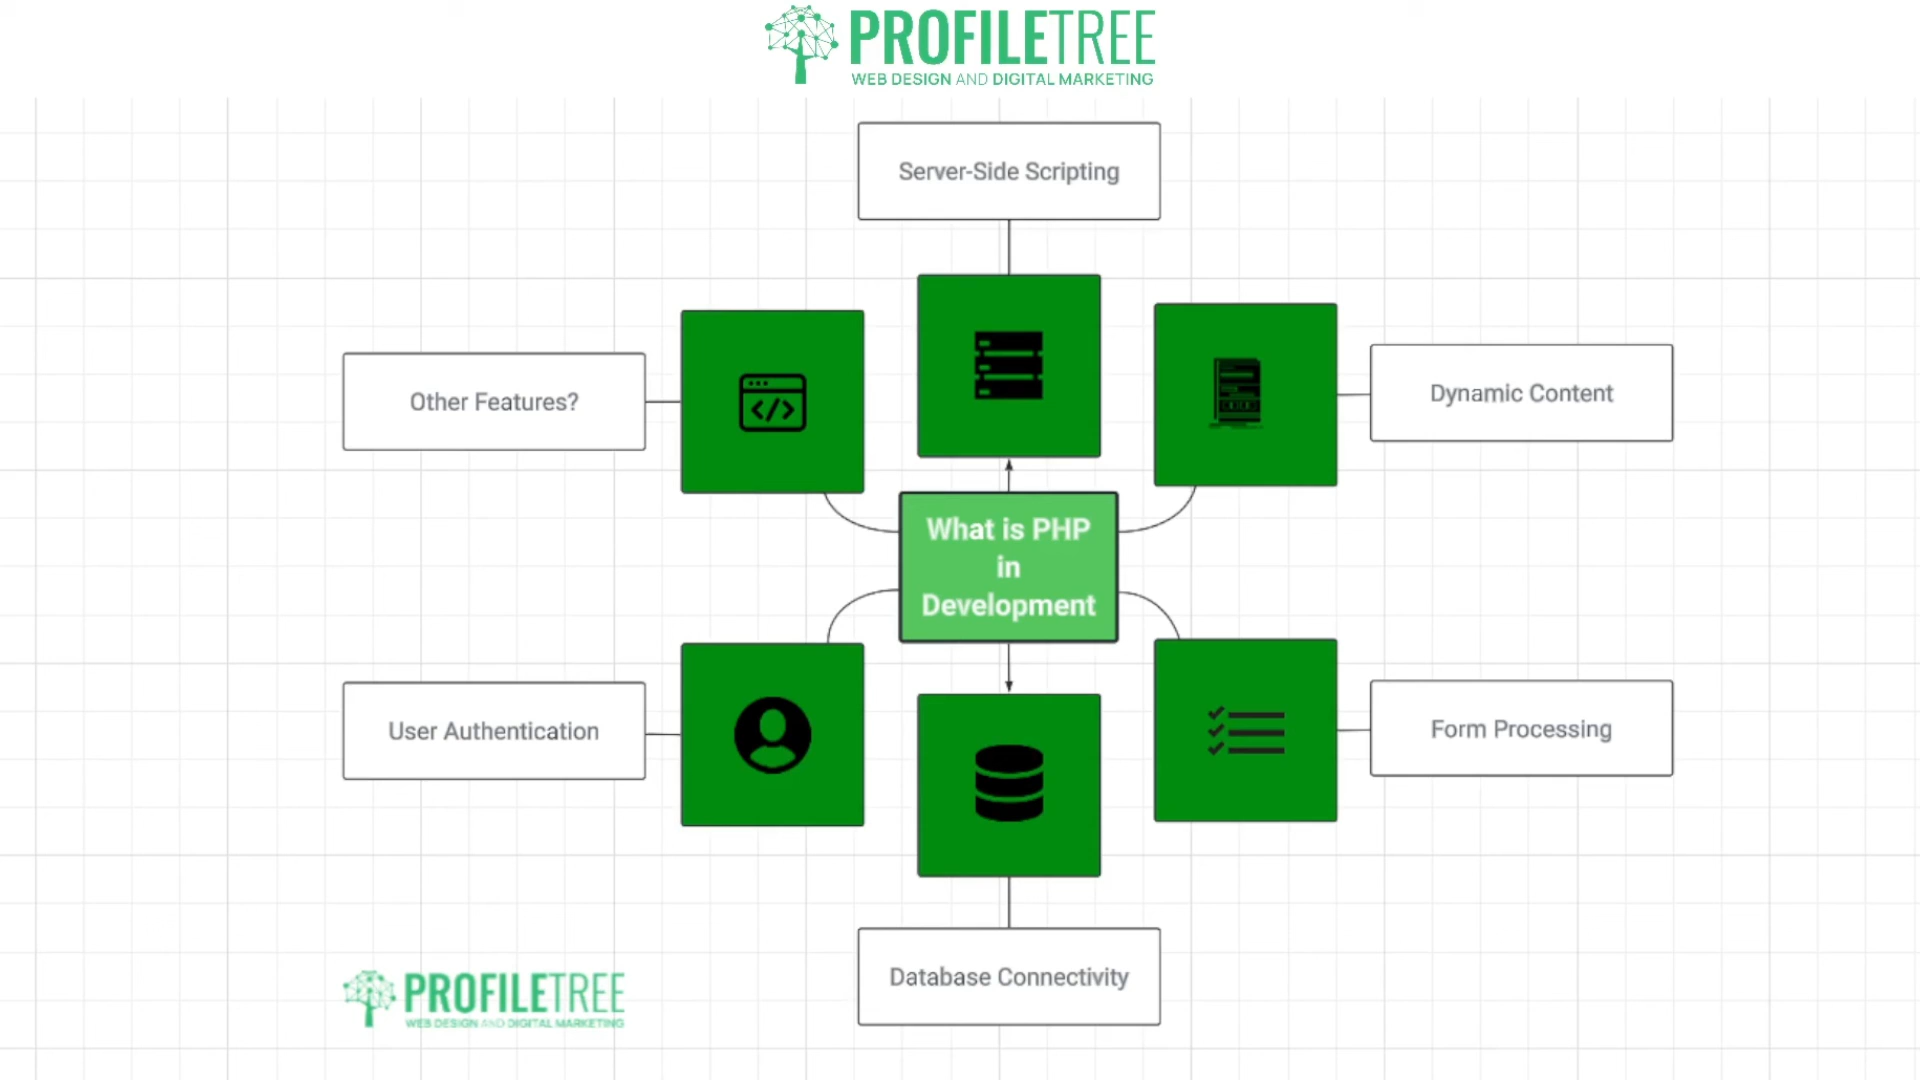 PROFILETREE
WEB DESIGN AND DIGITAL MARKETING
Server-Side Scripting
Other Features?
Dynamic Content
What is PHP
in
Development
User Authentication
Form Processing
Database Connectivity
PROFILETREE
WEB DESIGN AND DIGITAL MARKETING